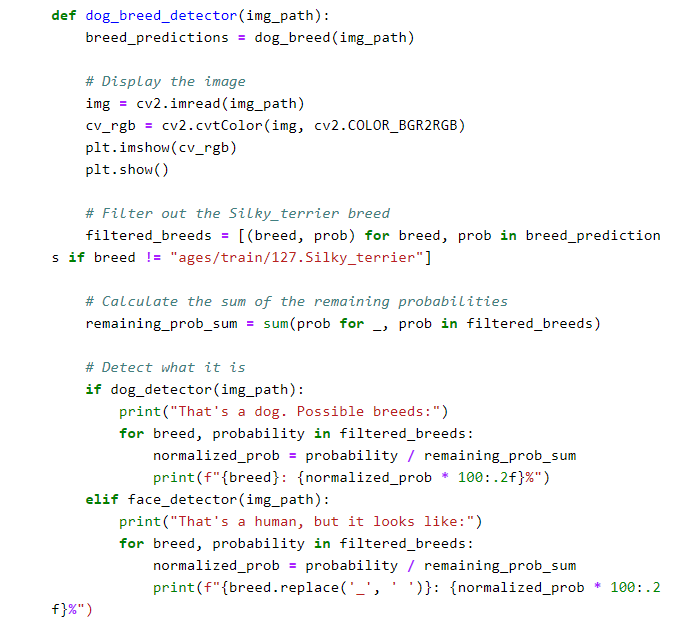 def dog_breed_detector(img_path):
    breed_predictions = dog_breed(img_path)

    # Display the image
    img = cv2.imread(img_path)
    cv_rgb = cv2.cvtColor(img, cv2.COLOR_BGR2RGB)
    plt.imshow(cv_rgb)
    plt.show()

    # Filter out the Silky_terrier breed
    filtered_breeds = [(breed, prob) for breed, prob in breed_prediction
s if breed != "ages/train/127.Silky_terrier"]

    # Calculate the sum of the remaining probabilities
    remaining_prob_sum = sum(prob for _, prob in filtered_breeds)

    # Detect what it is
    if dog_detector(img_path):
        print("That's a dog. Possible breeds:")
        for breed, probability in filtered_breeds:
            normalized_prob = probability / remaining_prob_sum
            print(f"{breed}: {normalized_prob * 100:.2f}%")
    elif face_detector(img_path):
        print("That's a human, but it looks like:")
        for breed, probability in filtered_breeds:
            normalized_prob = probability / remaining_prob_sum
            print(f"{breed.replace('_', ' ')}: {normalized_prob * 100:.2
f}%")